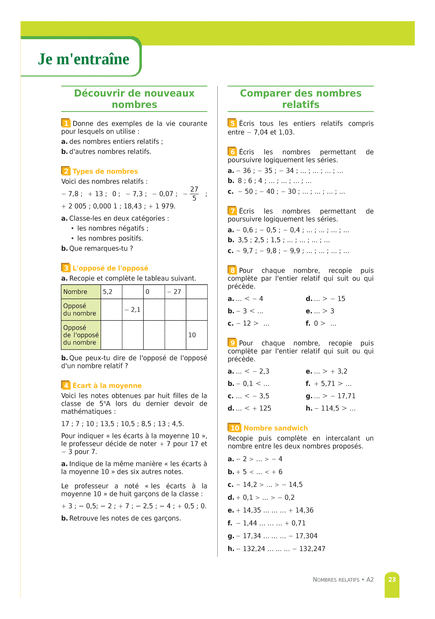 Je m'entraîne
Découvrir de nouveaux
nombres
1 Donne des exemples de la vie courante
pour lesquels on utilise :
a. des nombres entiers relatifs ;
b. d'autres nombres relatifs.
2 Types de nombres
Voici des nombres relatifs :
− 7,8 ; + 13 ; 0 ; − 7,3 ; − 0,07 ; − 27/5 ;
+ 2 005 ; 0,000 1 ; 18,43 ; + 1 979.
a. Classe-les en deux catégories :
• les nombres négatifs ;
• les nombres positifs.
b. Que remarques-tu ?
3 L'opposé de l'opposé
a. Recopie et complète le tableau suivant.
Nombre 5,2 0 − 27
Opposé
du nombre − 2,1
Opposé
de l'opposé
du nombre 10
b. Que peux-tu dire de l'opposé de l'opposé
d'un nombre relatif ?
4 Écart à la moyenne
Voici les notes obtenues par huit filles de la
classe de 5°A lors du dernier devoir de
mathématiques :
17 ; 7 ; 10 ; 13,5 ; 10,5 ; 8,5 ; 13 ; 4,5.
Pour indiquer « les écarts à la moyenne 10 »,
le professeur décide de noter + 7 pour 17 et
− 3 pour 7.
a. Indique de la même manière « les écarts à
la moyenne 10 » des six autres notes.
Le professeur a noté « les écarts à la
moyenne 10 » de huit garçons de la classe :
+ 3 ; − 0,5; − 2 ; + 7 ; − 2,5 ; − 4 ; + 0,5 ; 0.
b. Retrouve les notes de ces garçons.
Comparer des nombres
relatifs
5 Écris tous les entiers relatifs compris
entre − 7,04 et 1,03.
6 Écris les nombres permettant de
poursuivre logiquement les séries.
a. − 36 ; − 35 ; − 34 ; ... ; ... ; ... ; ...
b. 8 ; 6 ; 4 ; ... ; ... ; ... ; ...
c. − 50 ; − 40 ; − 30 ; ... ; ... ; ... ; ...
7 Écris les nombres permettant de
poursuivre logiquement les séries.
a. − 0,6 ; − 0,5 ; − 0,4 ; ... ; ... ; ... ; ...
b. 3,5 ; 2,5 ; 1,5 ; ... ; ... ; ... ; ...
c. − 9,7 ; − 9,8 ; − 9,9 ; ... ; ... ; ... ; ...
8 Pour chaque nombre, recopie puis
complète par l'entier relatif qui suit ou qui
précède.
a. ... < − 4 d. ... > − 15
b. − 3 < ... e. ... > 3
c. − 12 > ... f. 0 > ...
9 Pour chaque nombre, recopie puis
complète par l'entier relatif qui suit ou qui
précède.
a. ... < − 2,3 e. ... > + 3,2
b. − 0,1 < ... f. + 5,71 > ...
c. ... < − 3,5 g. ... > − 17,71
d. ... < + 125 h. − 114,5 > ...
10 Nombre sandwich
Recopie puis complète en intercalant un
nombre entre les deux nombres proposés.
a. − 2 > ... > − 4
b. + 5 < ... < + 6
c. − 14,2 > ... > − 14,5
d. + 0,1 > ... > − 0,2
e. + 14,35 ... ... ... + 14,36
f. − 1,44 ... ... ... + 0,71
g. − 17,34 ... ... ... − 17,304
h. − 132,24 ... ... ... − 132,247
NOMBRES RELATIFS • A2 23